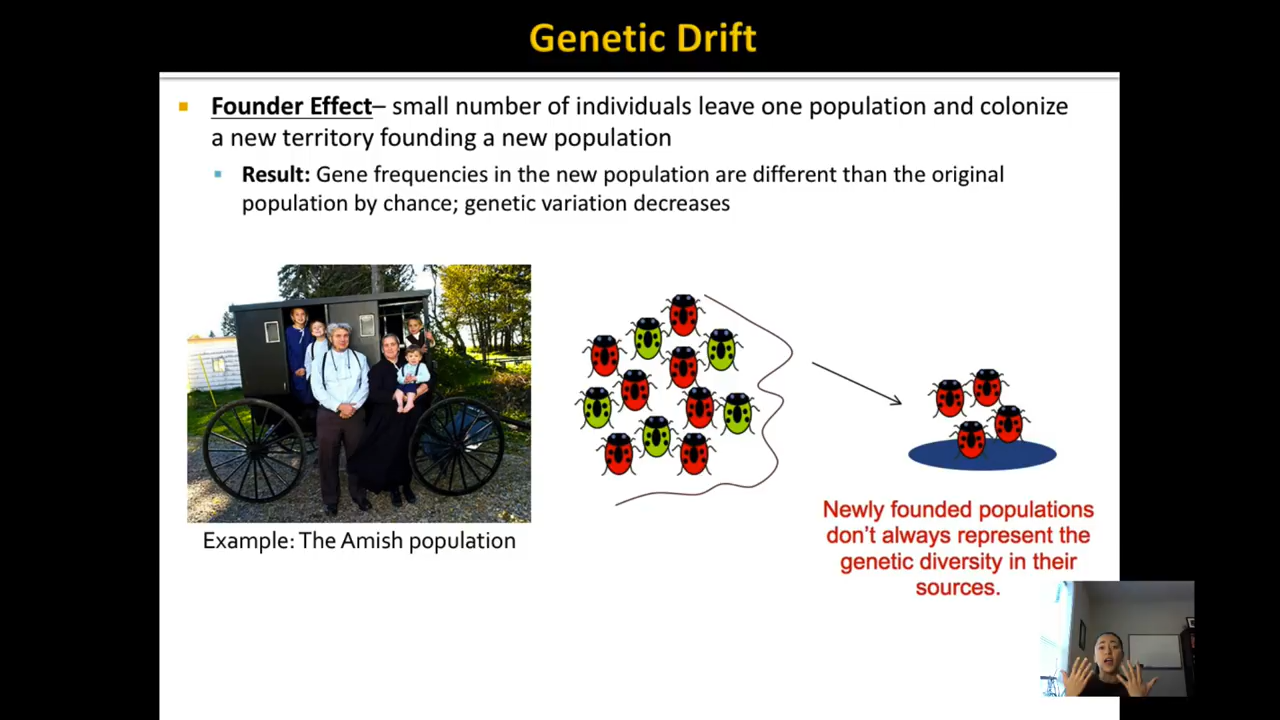 Genetic Drift
Founder Effect– small number of individuals leave one population and colonize
a new territory founding a new population
Result: Gene frequencies in the new population are different than the original
population by chance; genetic variation decreases
Example: The Amish population
Newly founded populations
don't always represent the
genetic diversity in their
sources.